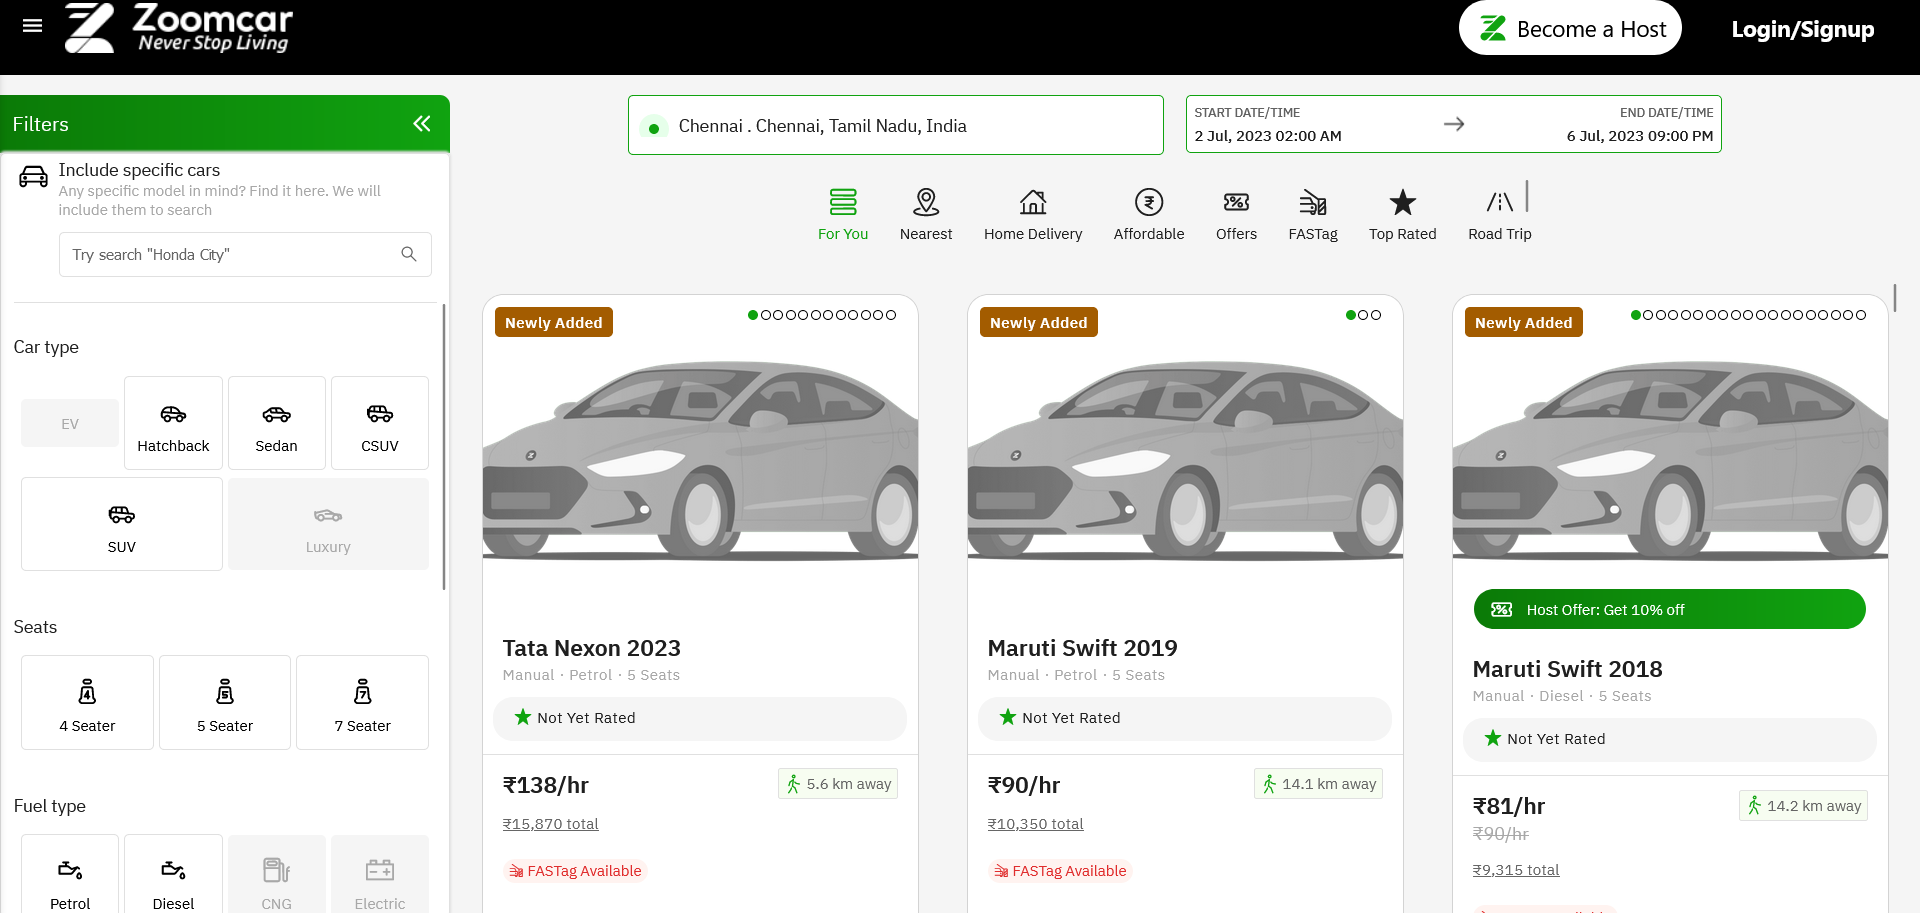 Zoomcar
Never Stop Living
Become a Host
Login/Signup
Filters
Include specific cars
Any specific model in mind? Find it here. We will
include them to search
Try search "Honda City"
Car type
EV
Hatchback
Sedan
CSUV
SUV
Luxury
Seats
4
5
7
4 Seater
5 Seater
7 Seater
Fuel type
Petrol
Diesel
CNG
Electric
Chennai . Chennai, Tamil Nadu, India
START DATE/TIME
2 Jul, 2023 02:00 AM
END DATE/TIME
6 Jul, 2023 09:00 PM
For You
Nearest
Home Delivery
Affordable
Offers
FASTag
Top Rated
Road Trip
Newly Added
Tata Nexon 2023
Manual · Petrol · 5 Seats
Not Yet Rated
₹138/hr
5.6 km away
₹15,870 total
FASTag Available
Newly Added
Maruti Swift 2019
Manual · Petrol · 5 Seats
Not Yet Rated
₹90/hr
14.1 km away
₹10,350 total
FASTag Available
Newly Added
Host Offer: Get 10% off
Maruti Swift 2018
Manual · Diesel · 5 Seats
Not Yet Rated
₹81/hr
14.2 km away
₹90/hr
₹9,315 total